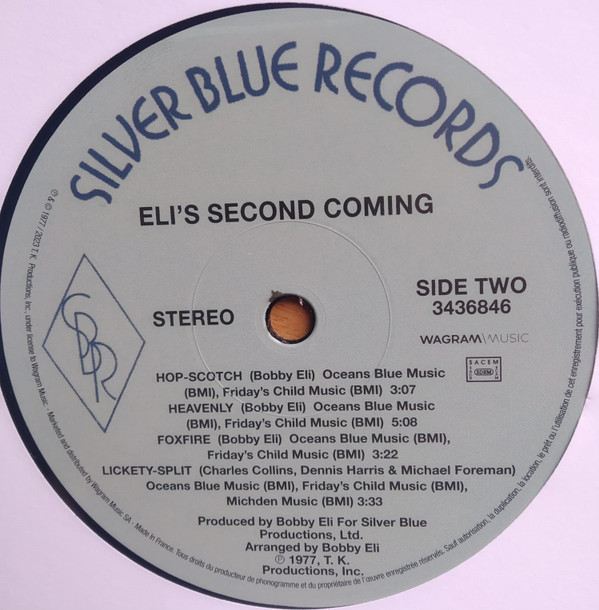 SILVER BLUE RECORDS
ELI'S SECOND COMING
SIDE TWO
3436846
STEREO
WAGRAM\MUSIC
SBR
SACEM
HOP-SCOTCH (Bobby Eli) Oceans Blue Music
(BMI), Friday's Child Music (BMI) 3:07
HEAVENLY (Bobby Eli) Oceans Blue Music
(BMI), Friday's Child Music (BMI) 5:08
FOXFIRE (Bobby Eli) Oceans Blue Music (BMI),
Friday's Child Music (BMI) 3:22
LICKETY-SPLIT (Charles Collins, Dennis Harris & Michael Foreman)
Oceans Blue Music (BMI), Friday's Child Music (BMI),
Michden Music (BMI) 3:33
Produced by Bobby Eli For Silver Blue
Productions, Ltd.
Arranged by Bobby Eli
℗ 1977, T. K.
Productions, Inc.
℗ & © 1977 / 2023 T. K. Productions, Inc., under license to Wagram Music - Marketed and distributed by Wagram Music SA - Made in France. Tous droits du producteur de phonogramme et du propriétaire de l'œuvre enregistrée réservés. Sauf autorisation, la duplication, la location, le prêt ou l'utilisation de cet enregistrement pour exécution publique ou radiodiffusion sont interdits.